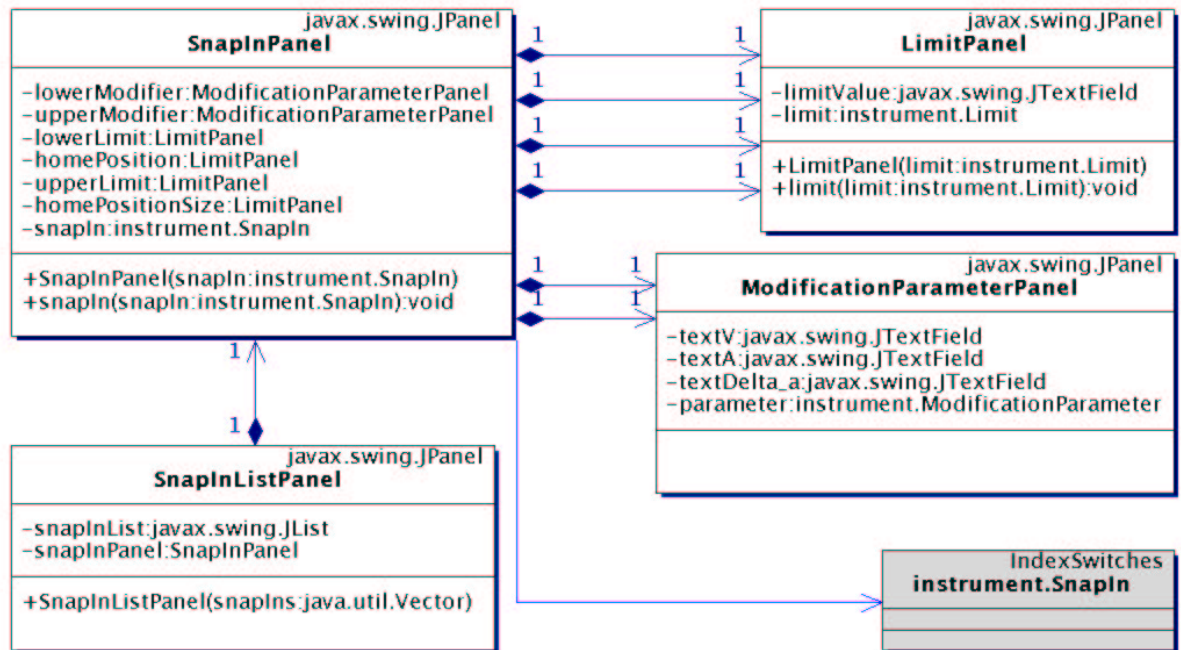 javax.swing.JPanel
SnapInPanel
-lowerModifier:ModificationParameterPanel
-upperModifier:ModificationParameterPanel
-lowerLimit:LimitPanel
-homePosition:LimitPanel
-upperLimit:LimitPanel
-homePositionSize:LimitPanel
-snapIn:instrument.SnapIn
+SnapInPanel(snapIn:instrument.SnapIn)
+snapIn(snapIn:instrument.SnapIn):void
1 1
1 1
1 1
1 1
javax.swing.JPanel
LimitPanel
-limitValue:javax.swing.JTextField
-limit:instrument.Limit
+LimitPanel(limit:instrument.Limit)
+limit(limit:instrument.Limit):void
1 1
1 1
javax.swing.JPanel
ModificationParameterPanel
-textV:javax.swing.JTextField
-textA:javax.swing.JTextField
-textDelta_a:javax.swing.JTextField
-parameter:instrument.ModificationParameter
1
1
javax.swing.JPanel
SnapInListPanel
-snapInList:javax.swing.JList
-snapInPanel:SnapInPanel
+SnapInListPanel(snapIns:java.util.Vector)
IndexSwitches
instrument.SnapIn